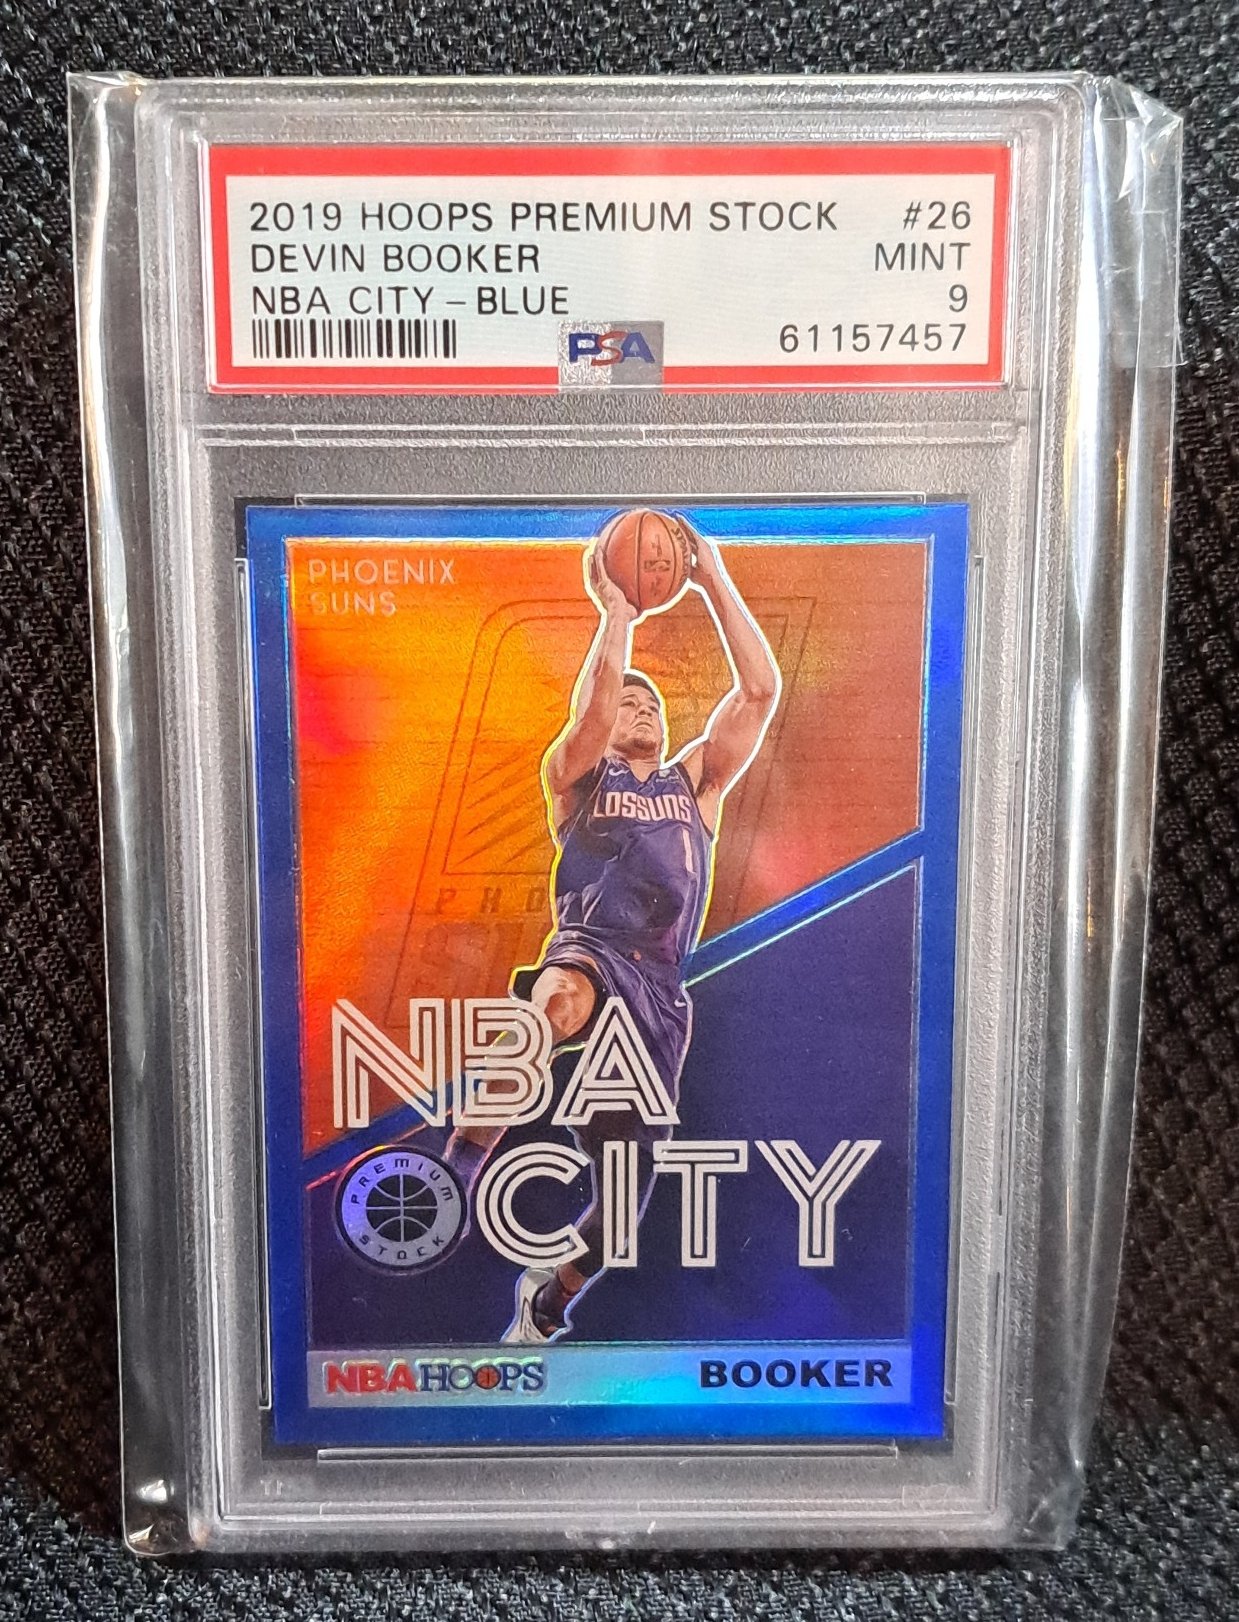 2019 HOOPS PREMIUM STOCK #26
DEVIN BOOKER MINT
NBA CITY - BLUE 9
PSA 61157457
PHOENIX
SUNS
LOS SUNS
1
NBA
CITY
PREMIUM
STOCK
NBA HOOPS BOOKER